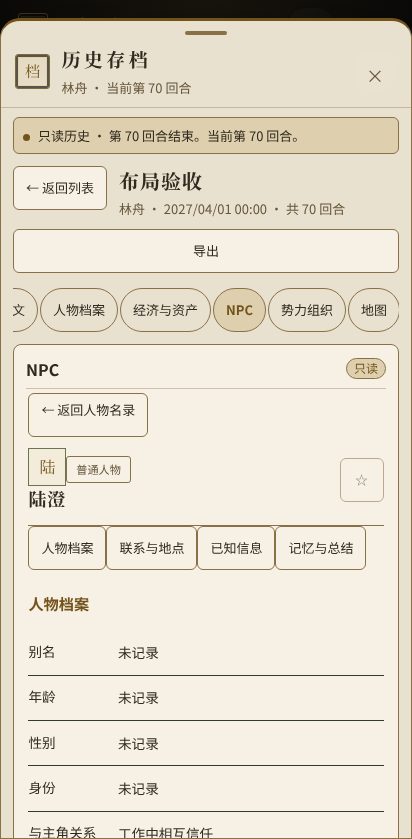 档
历史存档
林舟 · 当前第 70 回合
×
只读历史 · 第 70 回合结束。当前第 70 回合。
← 返回列表
布局验收
林舟 · 2027/04/01 00:00 · 共 70 回合
导出
文 人物档案 经济与资产 NPC 势力组织 地图
NPC 只读
← 返回人物名录
陆 普通人物
☆
陆澄
人物档案 联系与地点 已知信息 记忆与总结
人物档案
别名 未记录
年龄 未记录
性别 未记录
身份 未记录
与主角关系 工作中相互信任